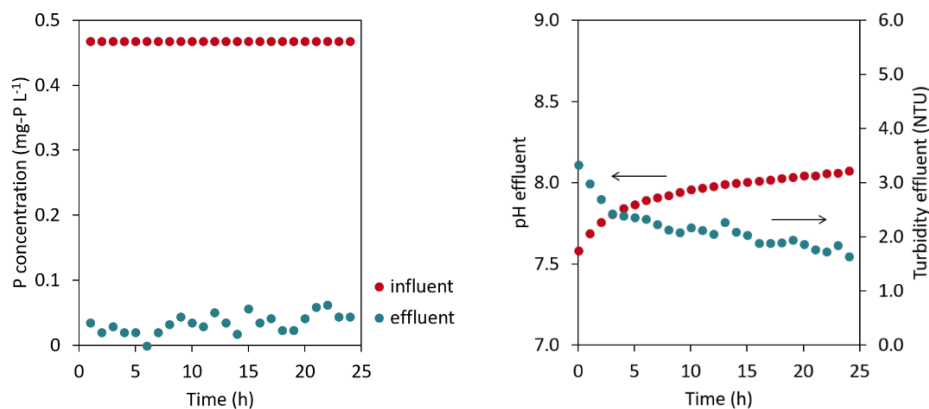 P concentration (mg-P L-1)
0.5
0.4
0.3
0.2
0.1
0
0 5 10 15 20 25
Time (h)
influent
effluent
pH effluent
9.0
8.5
8.0
7.5
7.0
0 5 10 15 20 25
Time (h)
6.0
5.0
4.0
3.0
2.0
1.0
0.0
Turbidity effluent (NTU)